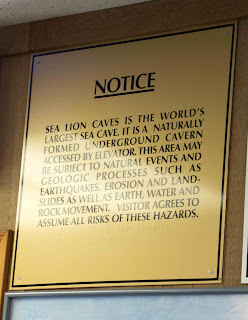 NOTICE
SEA LION CAVES IS THE WORLD'S
LARGEST SEA CAVE. IT IS A NATURALLY
FORMED UNDERGROUND CAVERN
ACCESSED BY ELEVATOR. THIS AREA MAY
BE SUBJECT TO NATURAL EVENTS AND
GEOLOGIC PROCESSES SUCH AS
EARTHQUAKES, EROSION AND LAND-
SLIDES AS WELL AS EARTH, WATER AND
ROCK MOVEMENT. VISITOR AGREES TO
ASSUME ALL RISKS OF THESE HAZARDS.